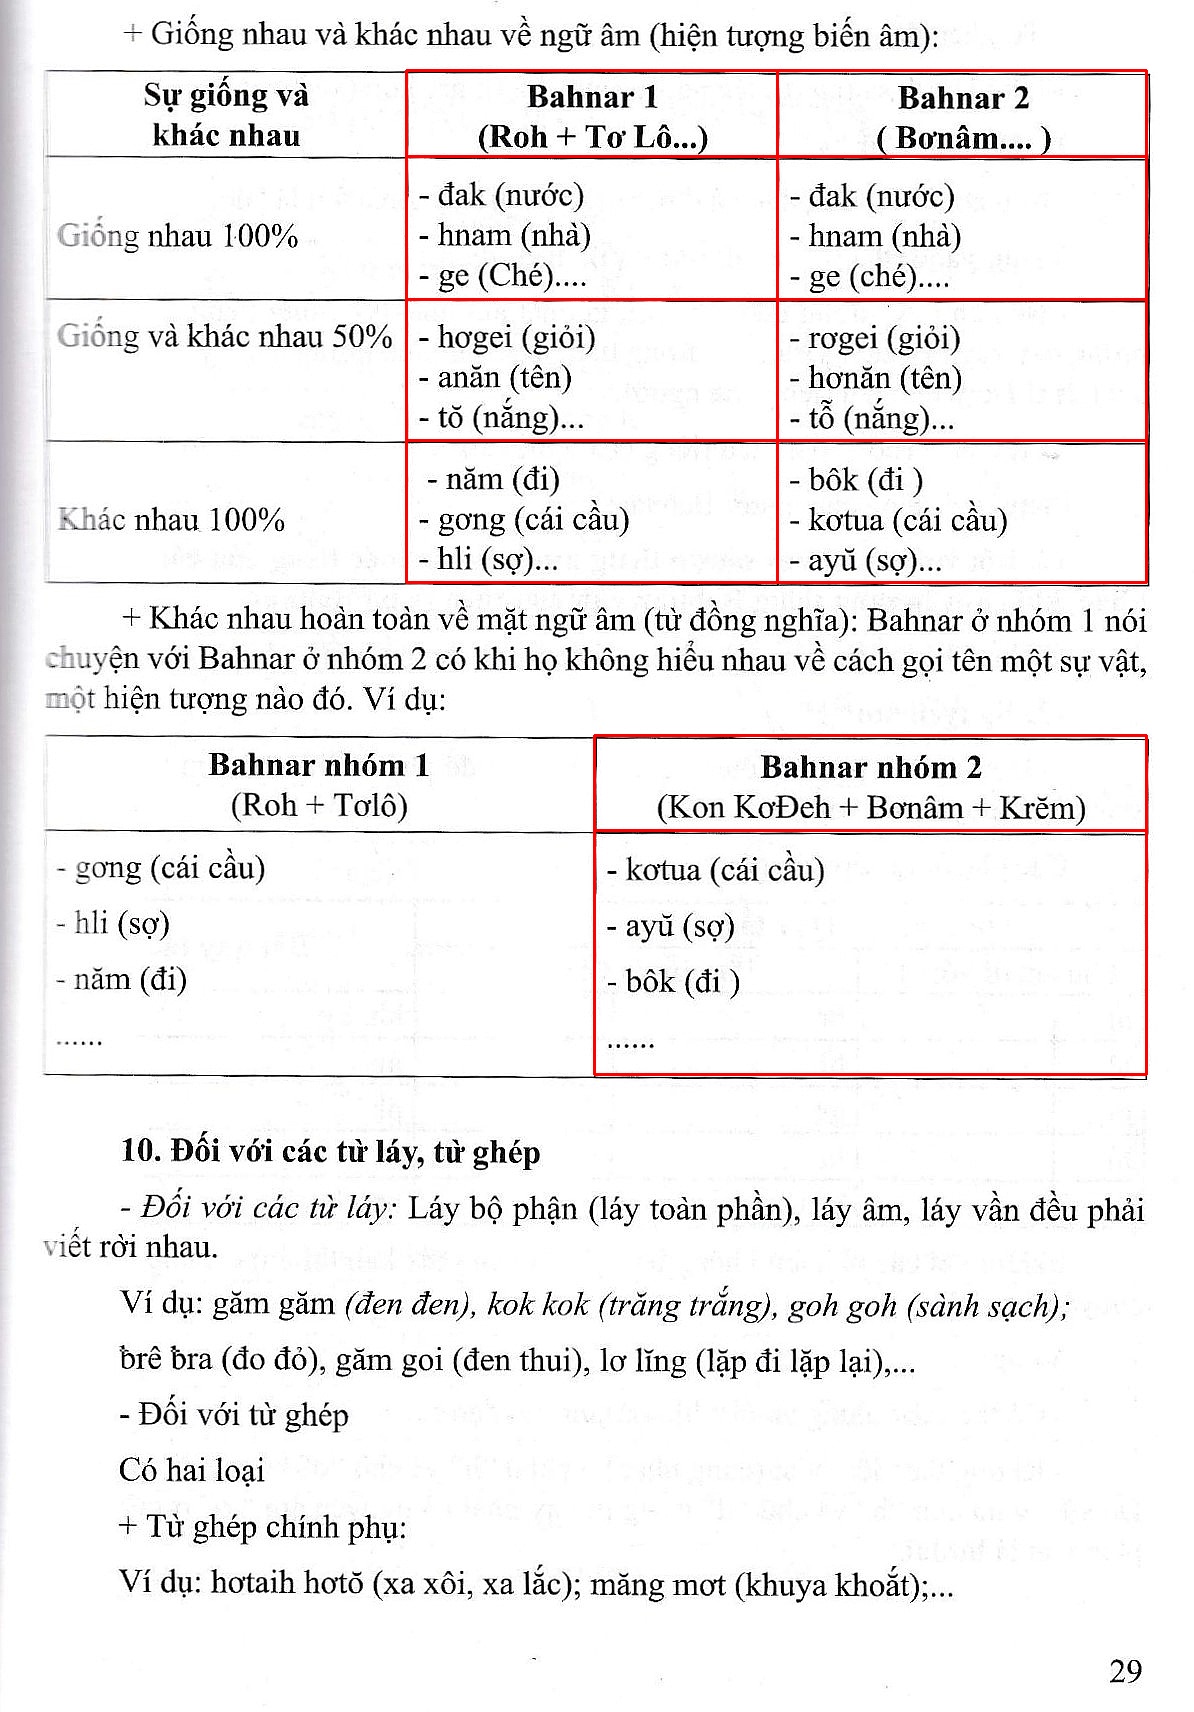 + Giống nhau và khác nhau về ngữ âm (hiện tượng biến âm):
Sự giống và
khác nhau
Bahnar 1
(Roh + Tơ Lô...)
Bahnar 2
( Bơnâm.... )
Giống nhau 100%
- đak (nước)
- hnam (nhà)
- ge (Ché)....
- đak (nước)
- hnam (nhà)
- ge (ché)....
Giống và khác nhau 50%
- hơgei (giỏi)
- anăn (tên)
- tŏ (nắng)...
- rơgei (giỏi)
- hơnăn (tên)
- tỗ (nắng)...
Khác nhau 100%
- năm (đi)
- gơng (cái cầu)
- hli (sợ)...
- bôk (đi )
- kơtua (cái cầu)
- ayŭ (sợ)...
+ Khác nhau hoàn toàn về mặt ngữ âm (từ đồng nghĩa): Bahnar ở nhóm 1 nói
chuyện với Bahnar ở nhóm 2 có khi họ không hiểu nhau về cách gọi tên một sự vật,
một hiện tượng nào đó. Ví dụ:
Bahnar nhóm 1
(Roh + Tơlô)
Bahnar nhóm 2
(Kon KơĐeh + Bơnâm + Krĕm)
- gơng (cái cầu)
- hli (sợ)
- năm (đi)
......
- kơtua (cái cầu)
- ayŭ (sợ)
- bôk (đi )
......
10. Đối với các từ láy, từ ghép
- Đối với các từ láy: Láy bộ phận (láy toàn phần), láy âm, láy vần đều phải
viết rời nhau.
Ví dụ: găm găm (đen đen), kok kok (trăng trắng), goh goh (sành sạch);
ƀrê ƀra (đo đỏ), găm goi (đen thui), lơ lĭng (lặp đi lặp lại),...
- Đối với từ ghép
Có hai loại
+ Từ ghép chính phụ:
Ví dụ: hơtaih hơtŏ (xa xôi, xa lắc); măng mơt (khuya khoắt);...
29